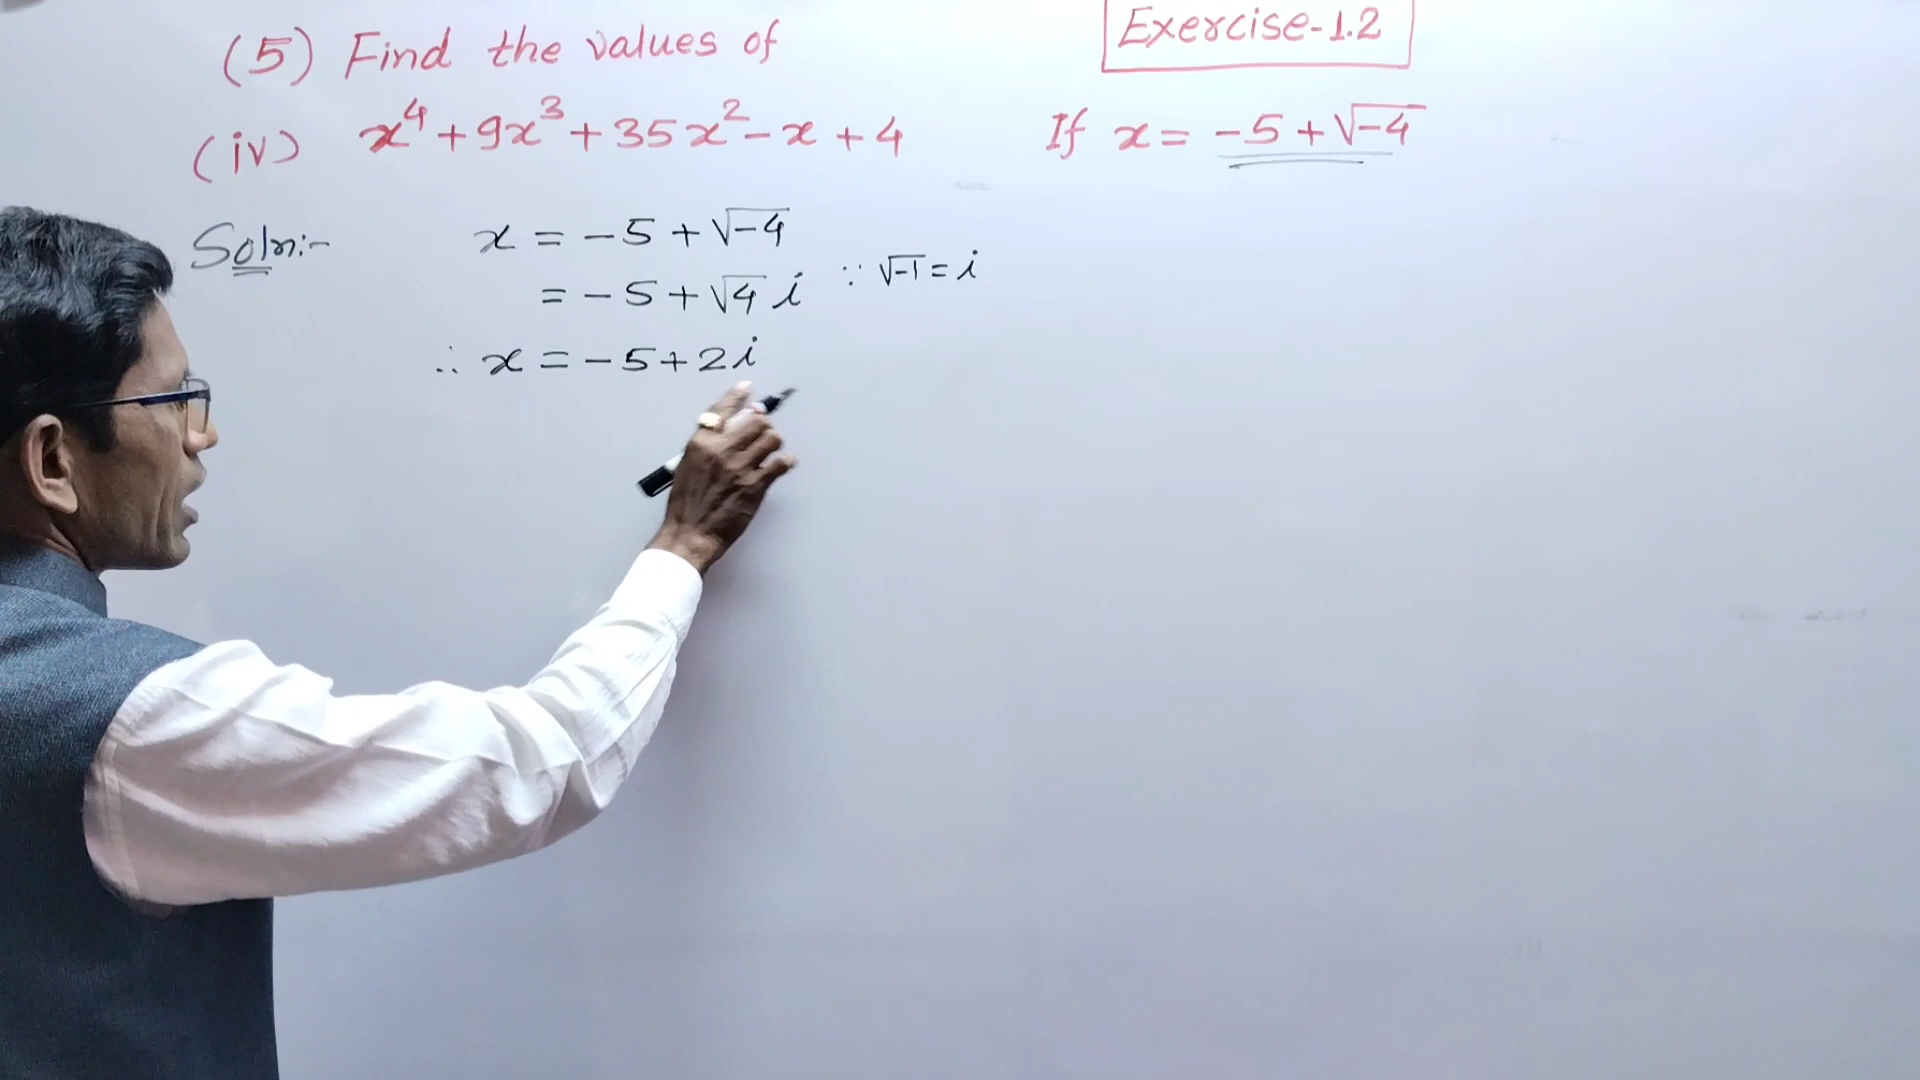 Exercise-1.2
(5) Find the values of
(iv) x⁴+9x³+35x²-x+4 If x= -5+√-4
Soln:- x = -5+√-4
= -5+√4 i ∵ √-1 = i
∴ x = -5+2i